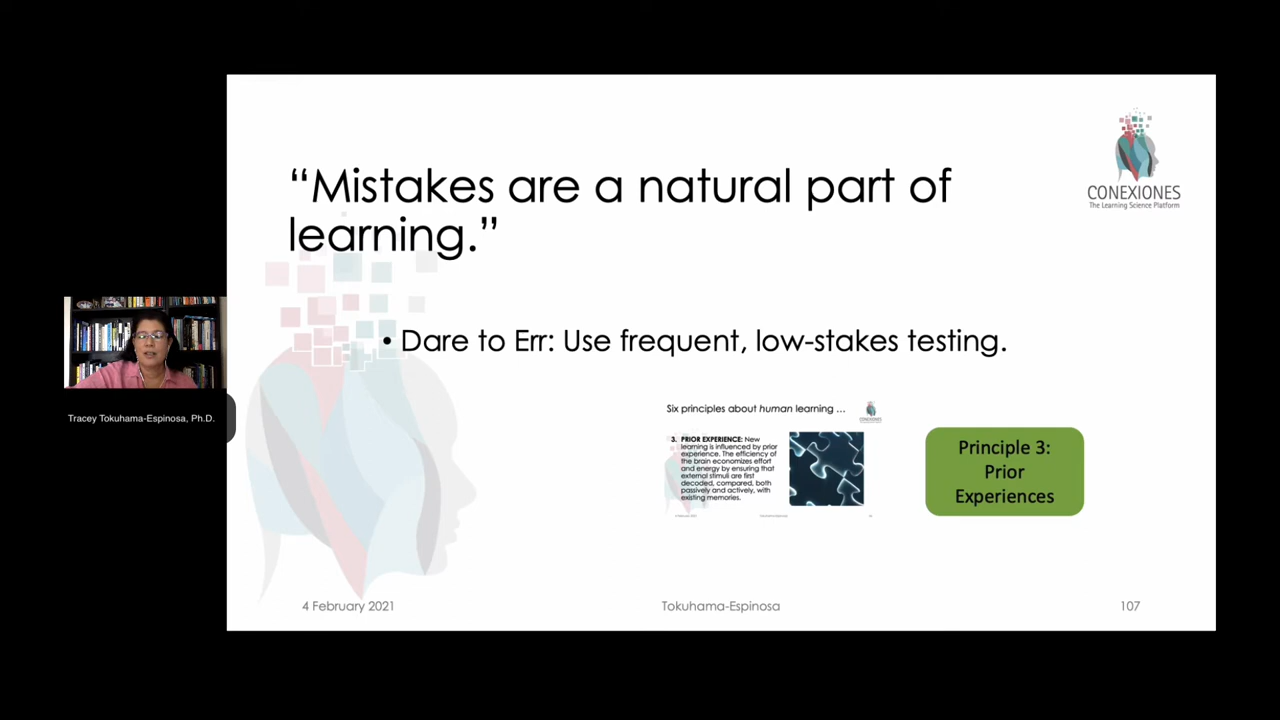 “Mistakes are a natural part of
learning.”
CONEXIONES
The Learning Science Platform
• Dare to Err: Use frequent, low-stakes testing.
Six principles about human learning ...
3. PRIOR EXPERIENCE: New
learning is influenced by prior
experience. The efficiency of
the brain economizes effort
and energy by ensuring that
external stimuli are first
decoded, compared, both
passively and actively, with
existing memories.
Principle 3:
Prior
Experiences
Tracey Tokuhama-Espinosa, Ph.D.
4 February 2021
Tokuhama-Espinosa
107